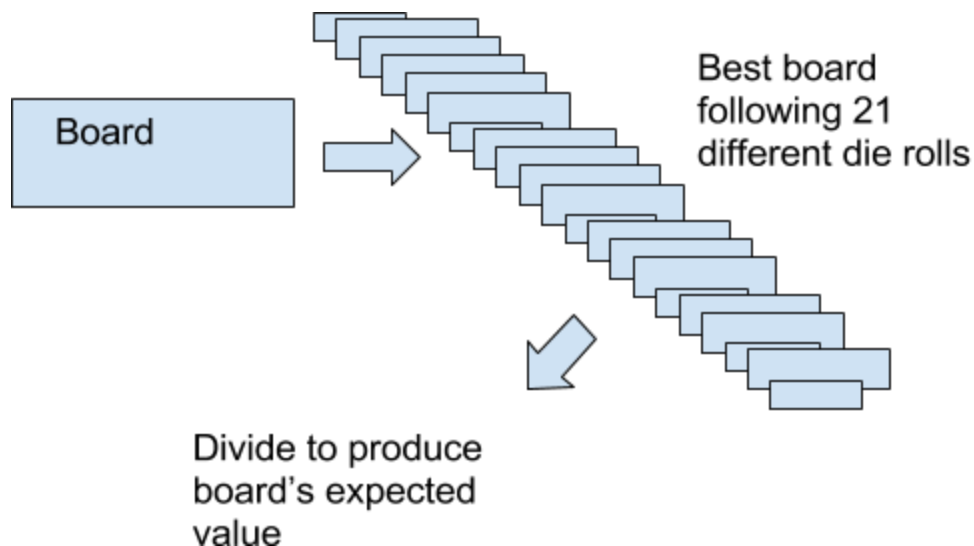 Board
Best board
following 21
different die rolls
Divide to produce
board's expected
value